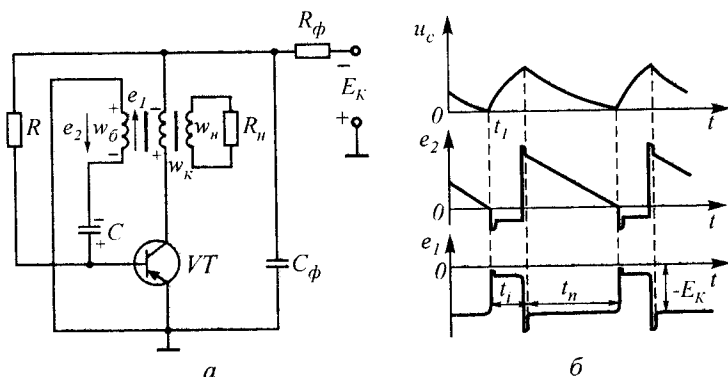 R_ф
−
E_К
+
R
+
e_2
w_б
−
e_1
−
+
w_К
w_н
R_н
−
C
+
VT
C_ф
а
u_c
0
t_1
t
e_2
0
t
e_1
0
t_i
t_п
-E_К
t
б